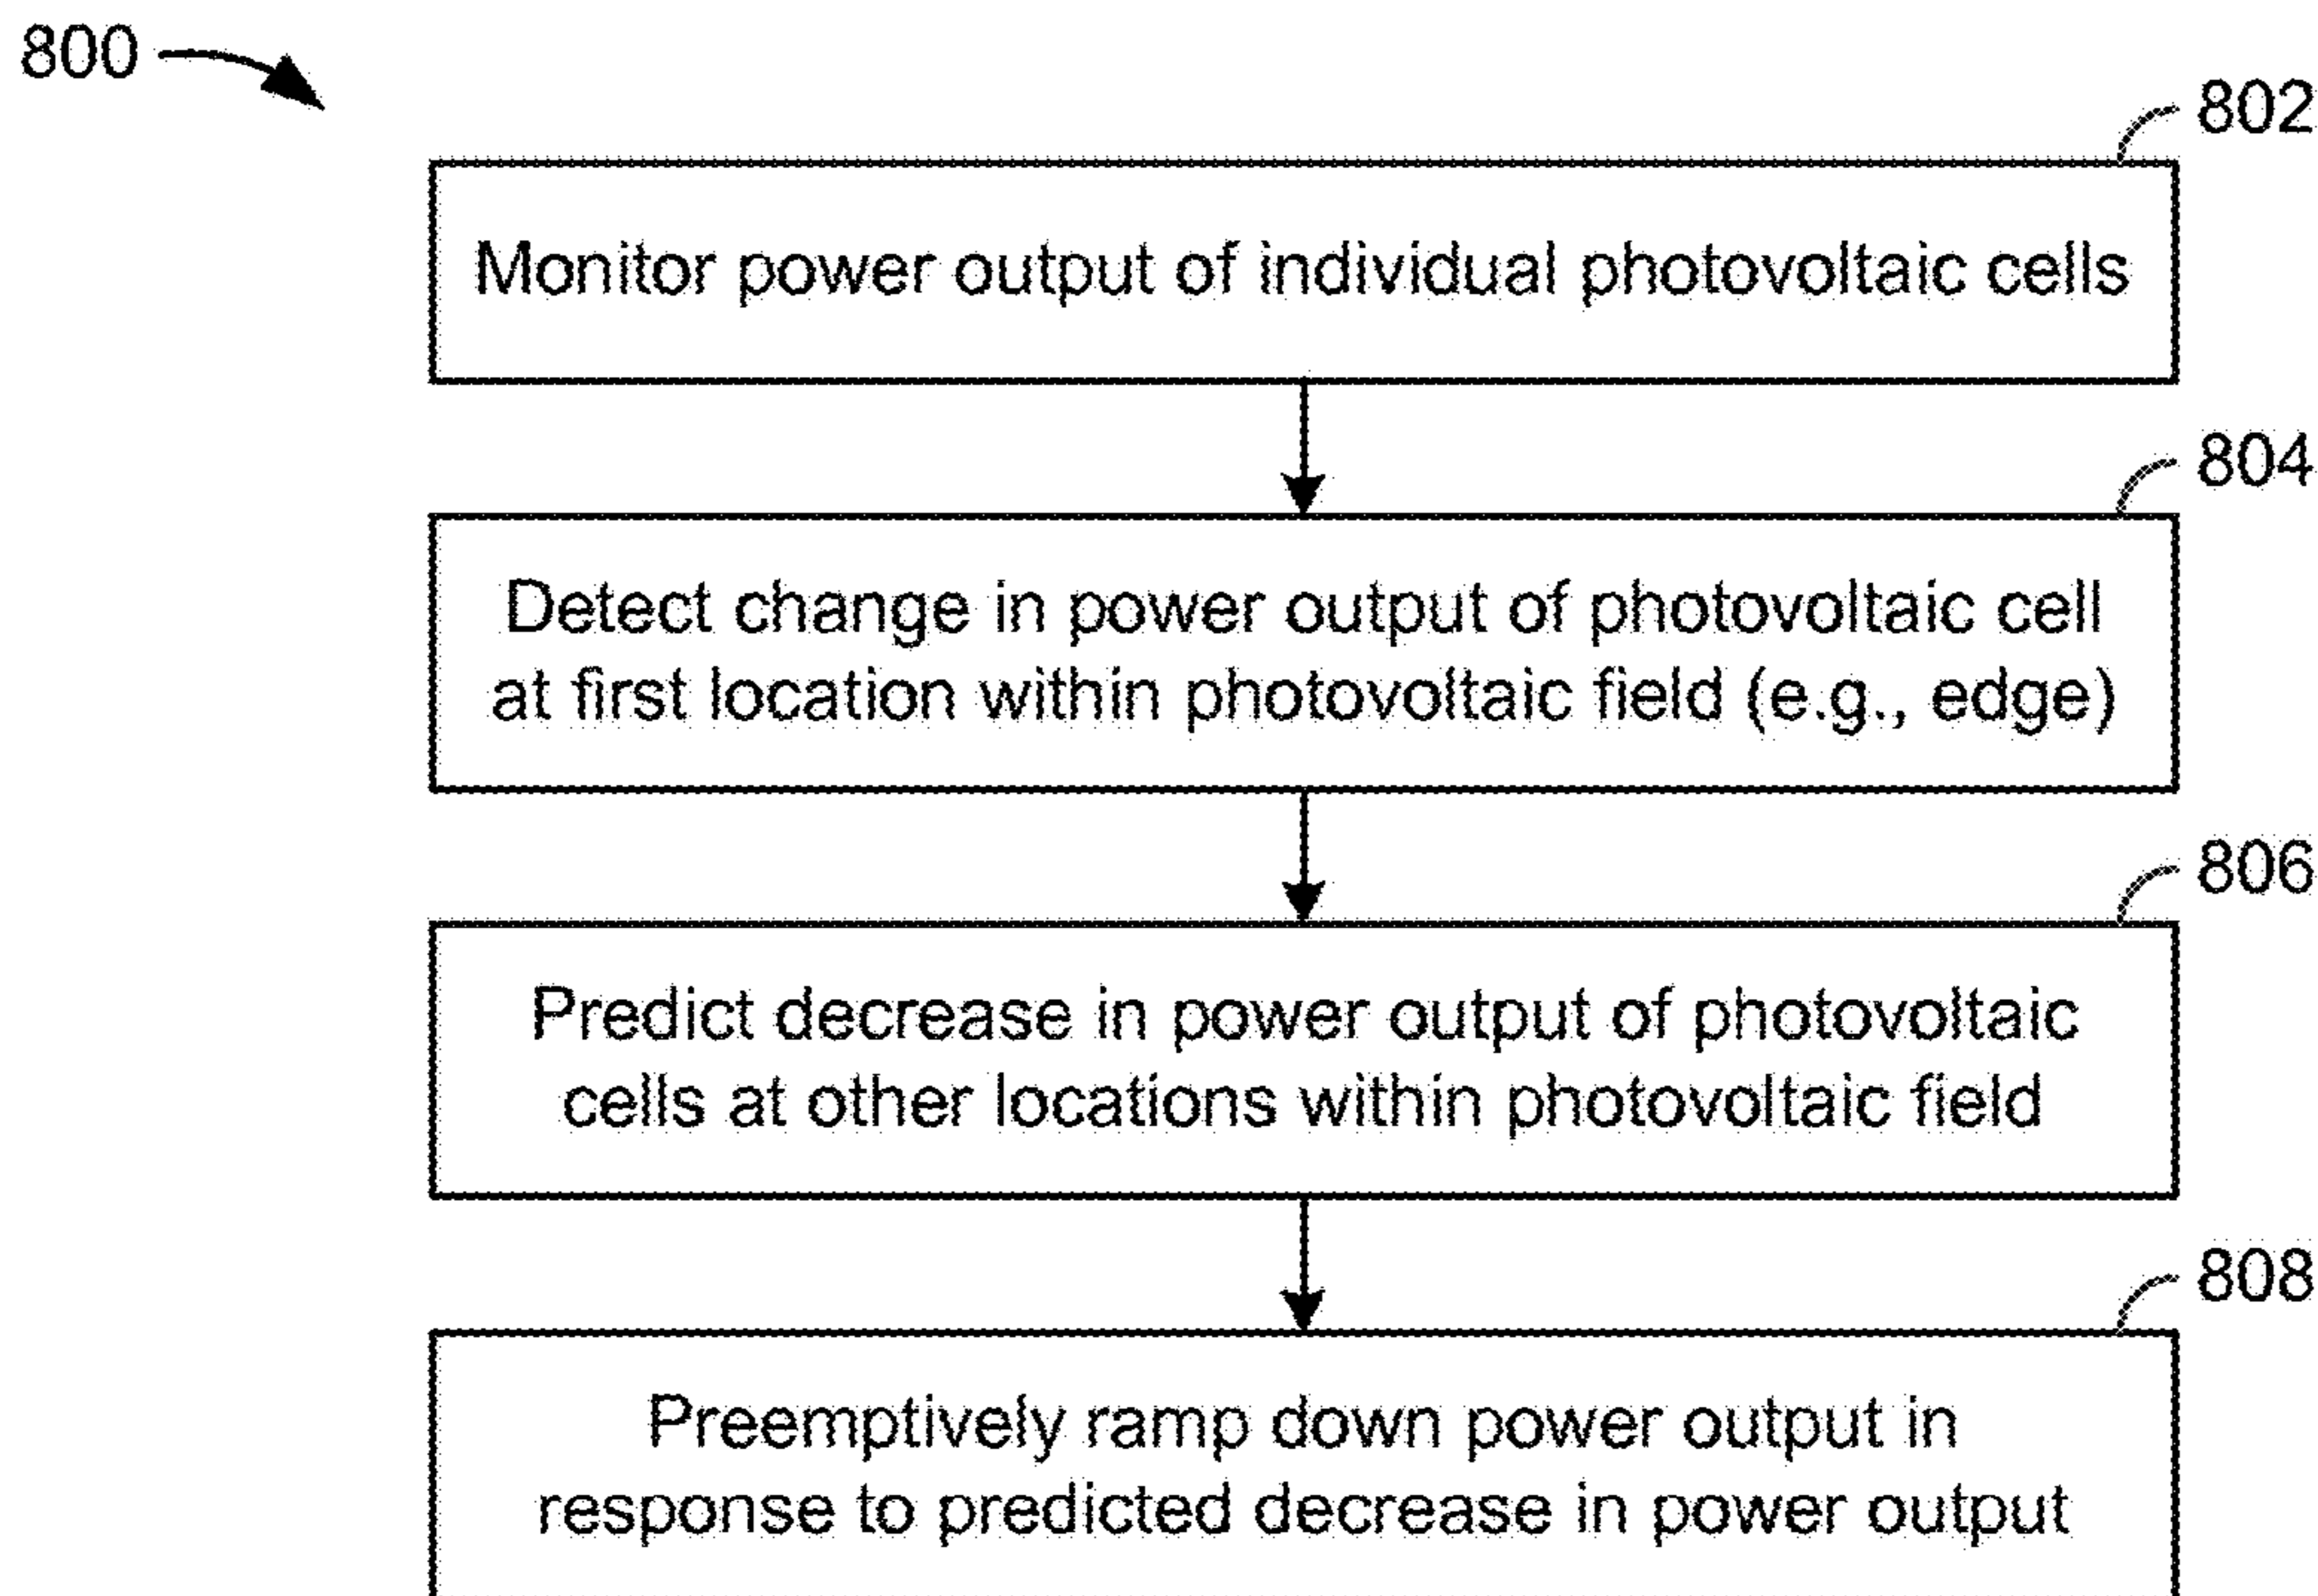 800
802
Monitor power output of individual photovoltaic cells
804
Detect change in power output of photovoltaic cell
at first location within photovoltaic field (e.g., edge)
806
Predict decrease in power output of photovoltaic
cells at other locations within photovoltaic field
808
Preemptively ramp down power output in
response to predicted decrease in power output